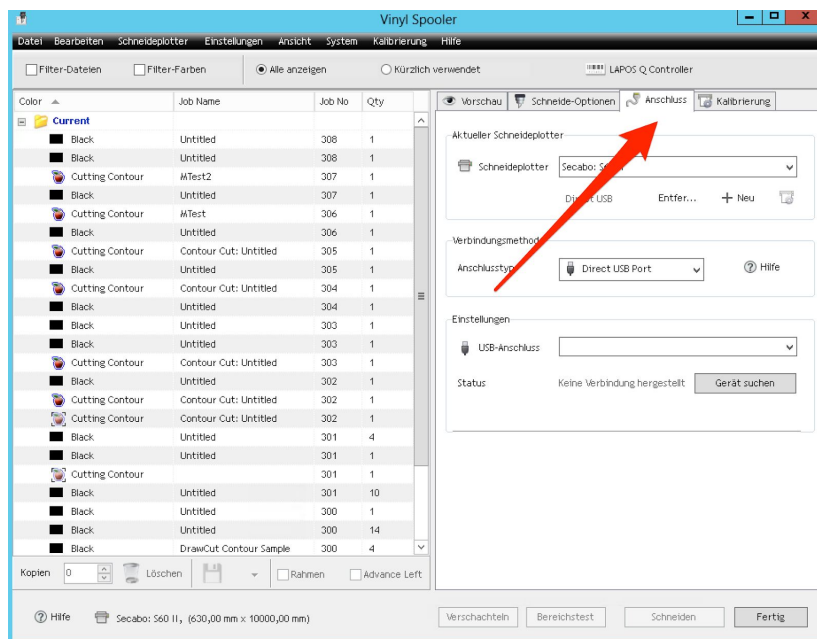 Vinyl Spooler
Datei Bearbeiten Schneideplotter Einstellungen Ansicht System Kalibrierung Hilfe
Filter-Dateien Filter-Farben Alle anzeigen Kürzlich verwendet LAPOS Q Controller
Color Job Name Job No Qty
Current
Black Untitled 308 1
Black Untitled 308 1
Cutting Contour MTest2 307 1
Black Untitled 307 1
Cutting Contour MTest 306 1
Black Untitled 306 1
Cutting Contour Contour Cut: Untitled 305 1
Black Untitled 305 1
Cutting Contour Contour Cut: Untitled 304 1
Black Untitled 304 1
Black Untitled 303 1
Black Untitled 303 1
Cutting Contour Contour Cut: Untitled 303 1
Black Untitled 302 1
Cutting Contour Contour Cut: Untitled 302 1
Cutting Contour Contour Cut: Untitled 302 1
Black Untitled 301 4
Black Untitled 301 1
Cutting Contour 301 1
Black Untitled 301 10
Black Untitled 300 1
Black Untitled 300 14
Black DrawCut Contour Sample 300 4
Kopien 0 Löschen Rahmen Advance Left
Vorschau Schneide-Optionen Anschluss Kalibrierung
Aktueller Schneideplotter
Schneideplotter Secabo:
USB Entfer... + Neu
Verbindungsmethod
Anschlusstyp Direct USB Port Hilfe
Einstellungen
USB-Anschluss
Status Keine Verbindung hergestellt Gerät suchen
Hilfe Secabo: S60 II, (630,00 mm x 10000,00 mm)
Verschachteln Bereichstest Schneiden Fertig